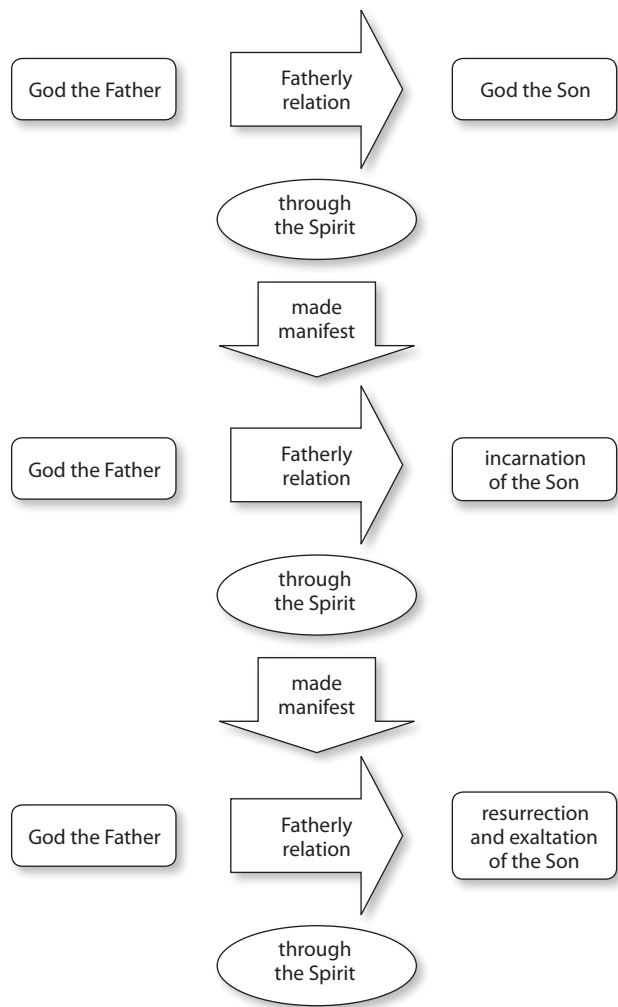 God the Father
Fatherly
relation
God the Son
through
the Spirit
made
manifest
God the Father
Fatherly
relation
incarnation
of the Son
through
the Spirit
made
manifest
God the Father
Fatherly
relation
resurrection
and exaltation
of the Son
through
the Spirit